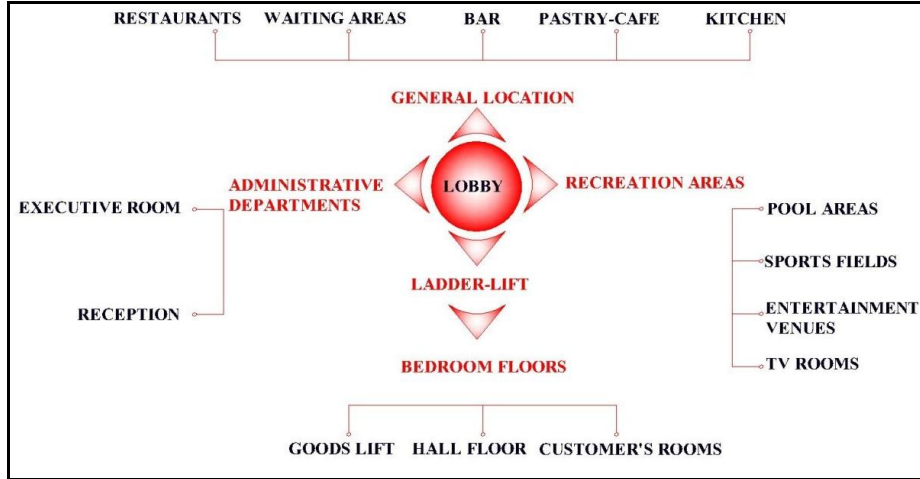 RESTAURANTS WAITING AREAS BAR PASTRY-CAFE KITCHEN
GENERAL LOCATION
ADMINISTRATIVE
DEPARTMENTS
LOBBY
RECREATION AREAS
EXECUTIVE ROOM
RECEPTION
POOL AREAS
SPORTS FIELDS
ENTERTAINMENT
VENUES
TV ROOMS
LADDER-LIFT
BEDROOM FLOORS
GOODS LIFT HALL FLOOR CUSTOMER'S ROOMS